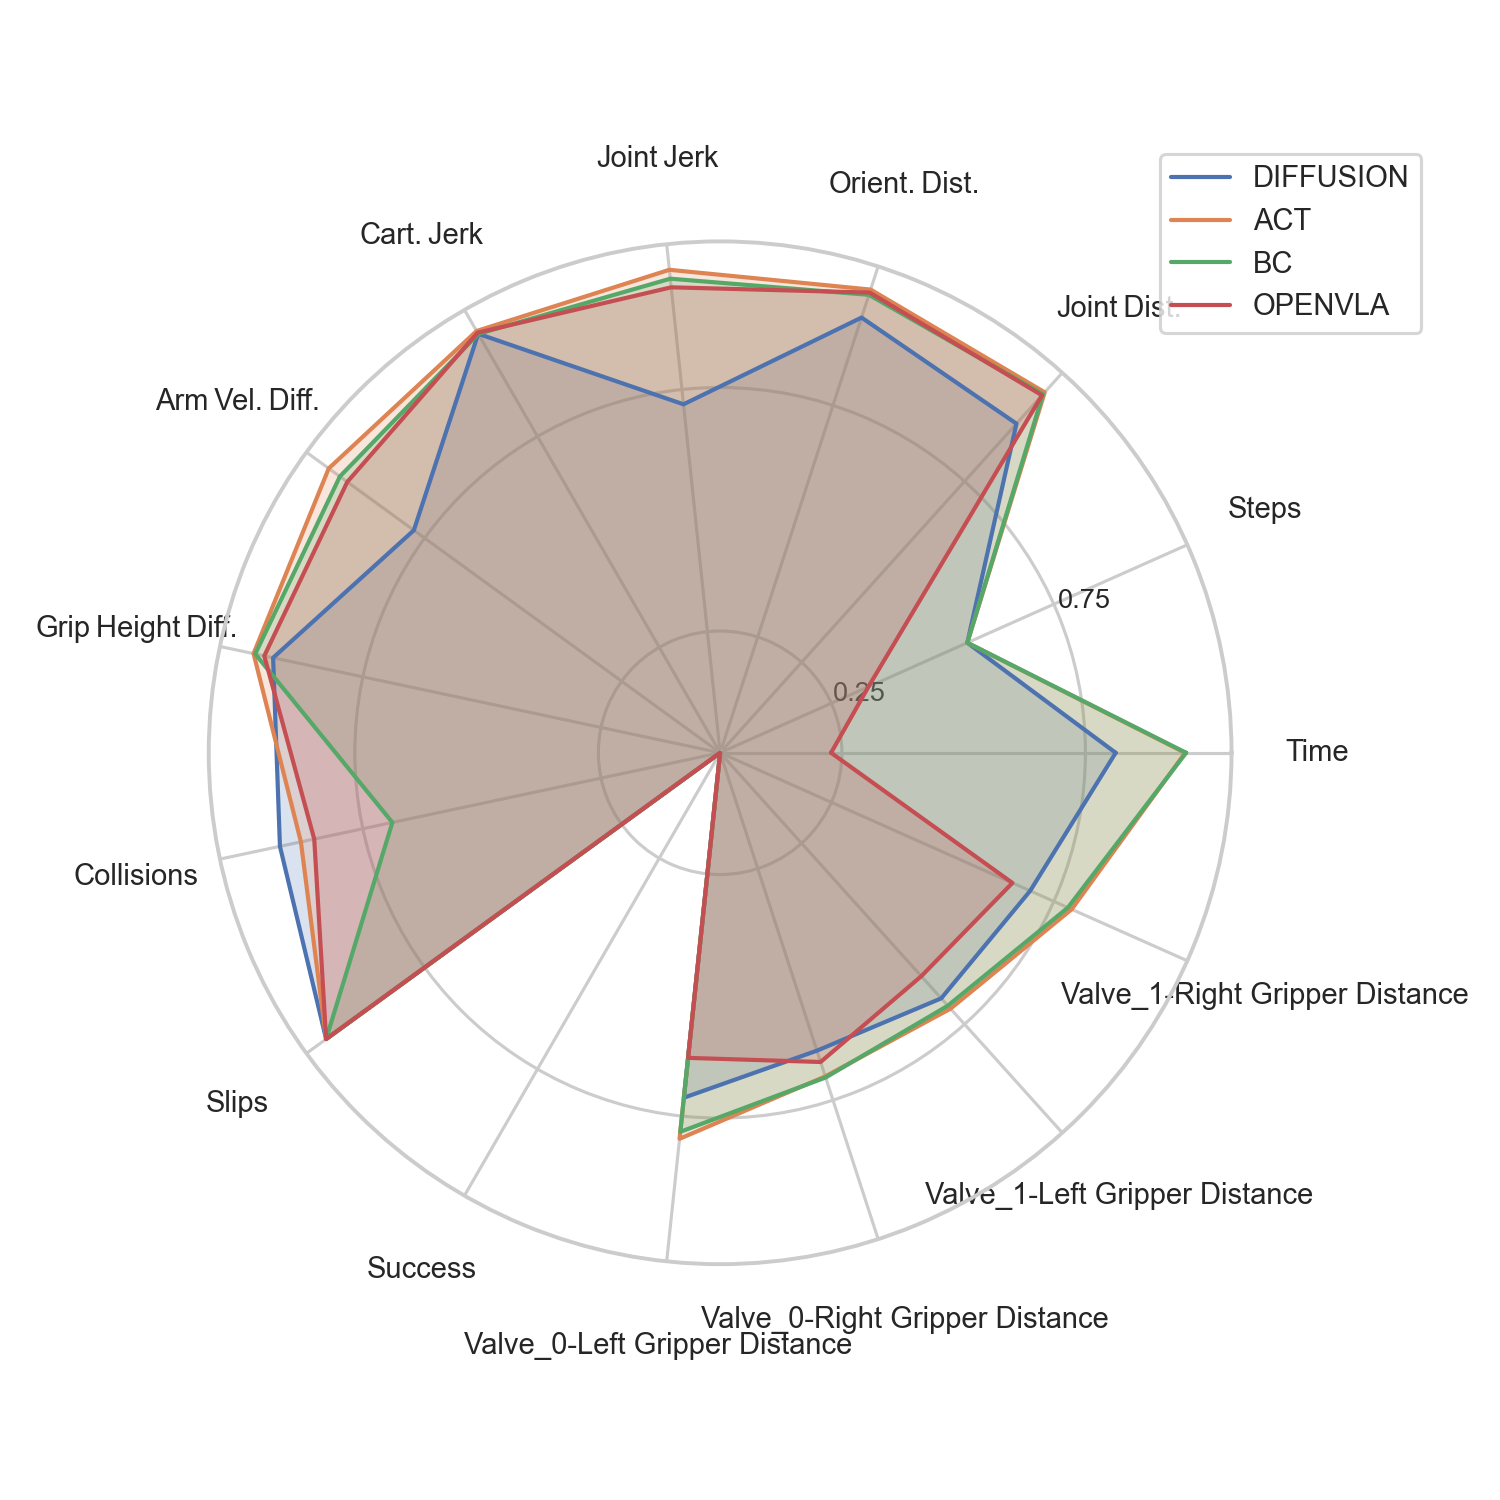 Joint Jerk
Orient. Dist.
Cart. Jerk
DIFFUSION
ACT
BC
OPENVLA
Joint Dist.
Arm Vel. Diff.
Steps
0.75
Grip Height Diff.
0.25
Time
Collisions
Valve_1-Right Gripper Distance
Slips
Valve_1-Left Gripper Distance
Success
Valve_0-Right Gripper Distance
Valve_0-Left Gripper Distance